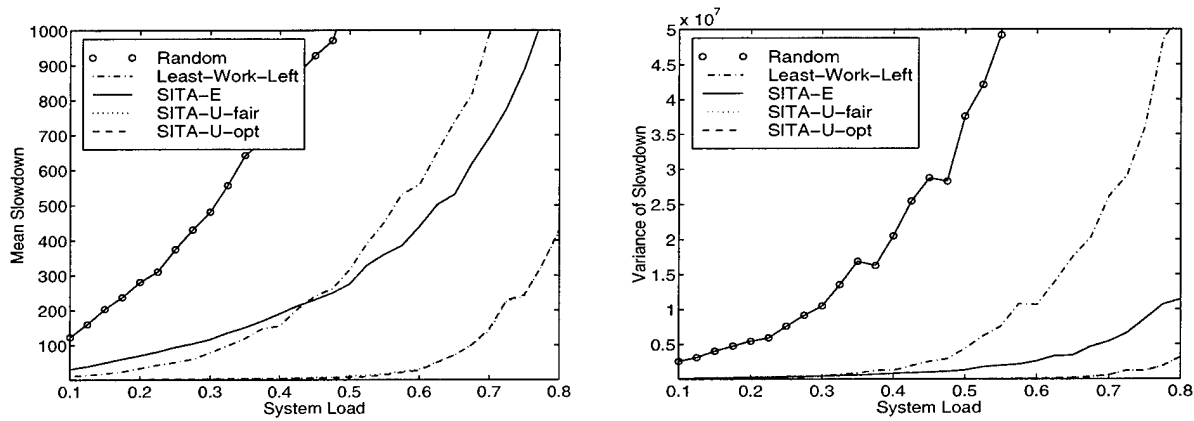 1000
900
800
700
600
500
400
300
200
100
Mean Slowdown
Random
Least-Work-Left
SITA-E
SITA-U-fair
SITA-U-opt
0.1 0.2 0.3 0.4 0.5 0.6 0.7 0.8
System Load
5 x 10^7
4.5
4
3.5
3
2.5
2
1.5
1
0.5
Variance of Slowdown
Random
Least-Work-Left
SITA-E
SITA-U-fair
SITA-U-opt
0.1 0.2 0.3 0.4 0.5 0.6 0.7 0.8
System Load